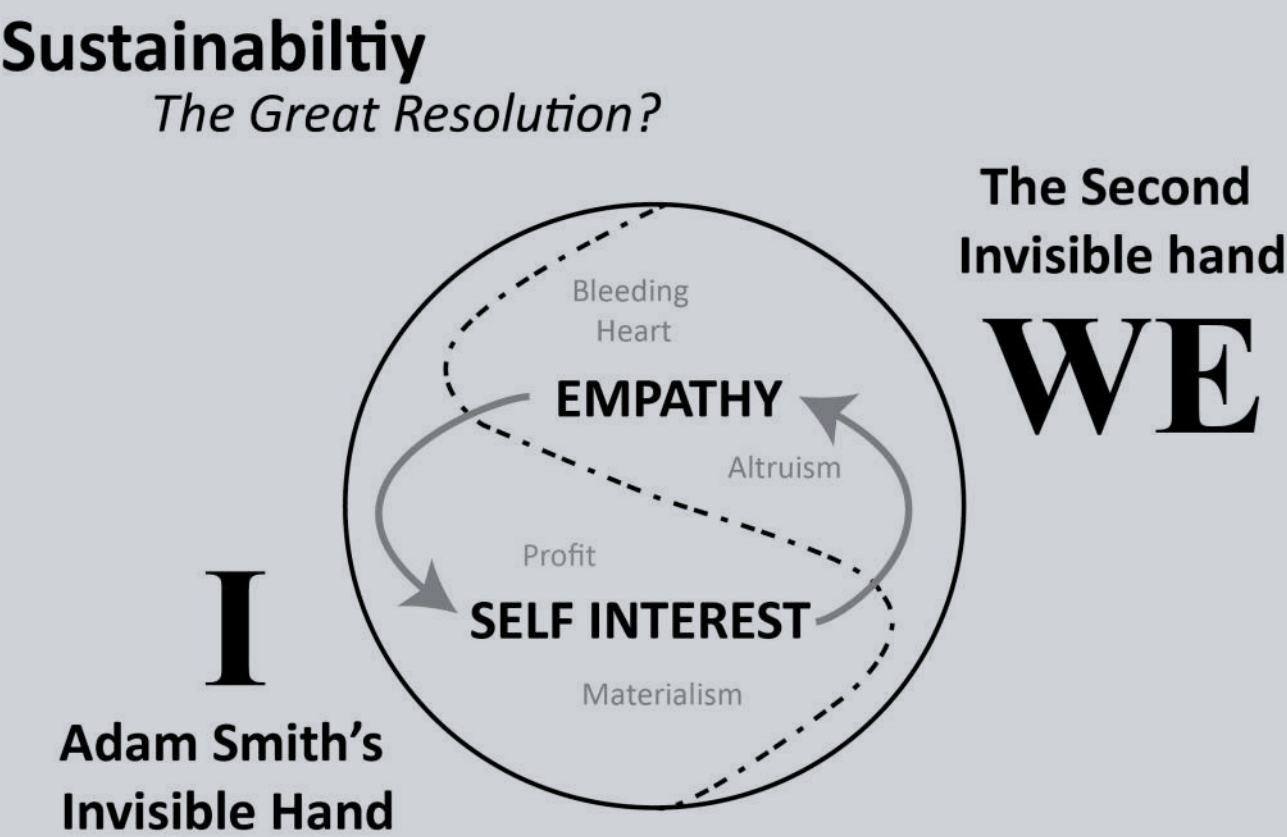 Sustainabiltiy
The Great Resolution?
The Second
Invisible hand
WE
Bleeding
Heart
EMPATHY
Altruism
Profit
SELF INTEREST
Materialism
I
Adam Smith’s
Invisible Hand